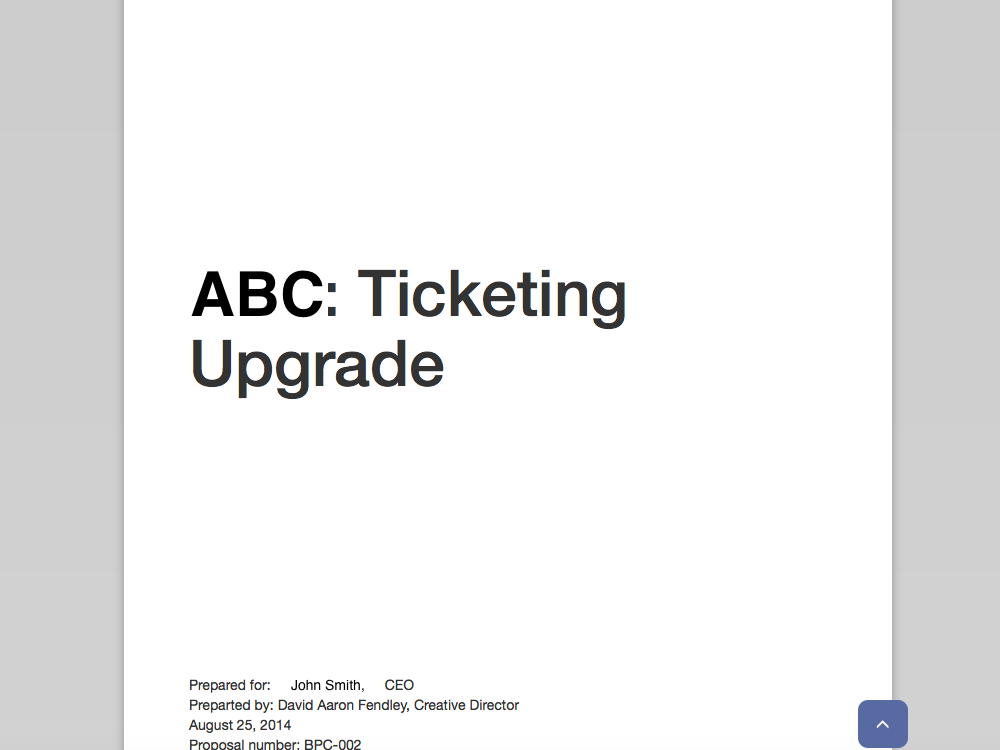 ABC: Ticketing
Upgrade
Prepared for: John Smith, CEO
Preparted by: David Aaron Fendley, Creative Director
August 25, 2014
Proposal number: BPC-002